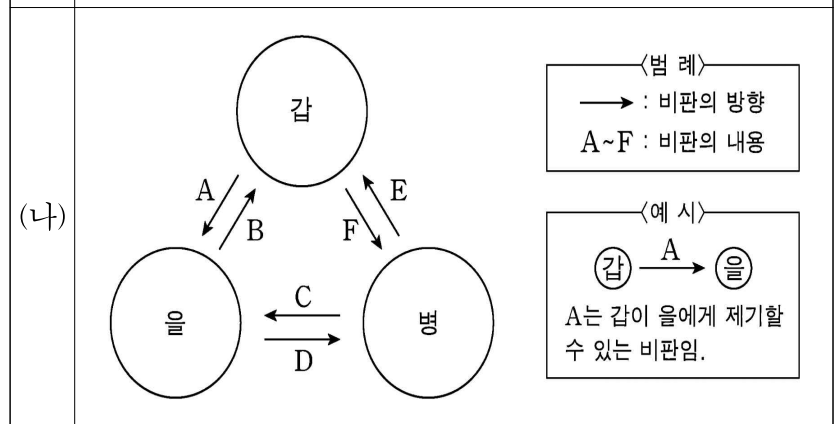 (나)
갑
을
병
A
B
E
F
C
D
〈범 례〉
: 비판의 방향
A~F : 비판의 내용
〈예 시〉
갑 A 을
A는 갑이 을에게 제기할
수 있는 비판임.